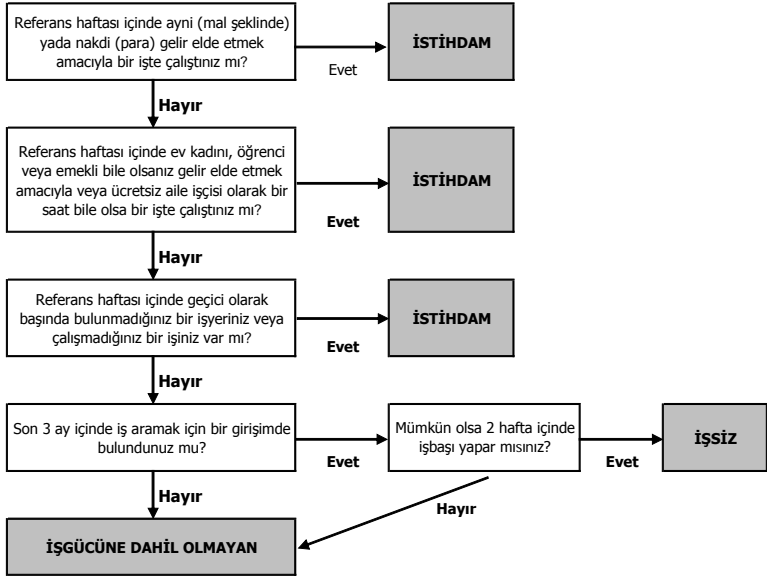 Referans haftası içinde ayni (mal şeklinde)
yada nakdi (para) gelir elde etmek
amacıyla bir işte çalıştınız mı?
Evet
İSTİHDAM
Hayır
Referans haftası içinde ev kadını, öğrenci
veya emekli bile olsanız gelir elde etmek
amacıyla veya ücretsiz aile işçisi olarak bir
saat bile olsa bir işte çalıştınız mı?
Evet
İSTİHDAM
Hayır
Referans haftası içinde geçici olarak
başında bulunmadığınız bir işyeriniz veya
çalışmadığınız bir işiniz var mı?
Evet
İSTİHDAM
Hayır
Son 3 ay içinde iş aramak için bir girişimde
bulundunuz mu?
Evet
Mümkün olsa 2 hafta içinde
işbaşı yapar mısınız?
Evet
İŞSİZ
Hayır
Hayır
İŞGÜCÜNE DAHİL OLMAYAN